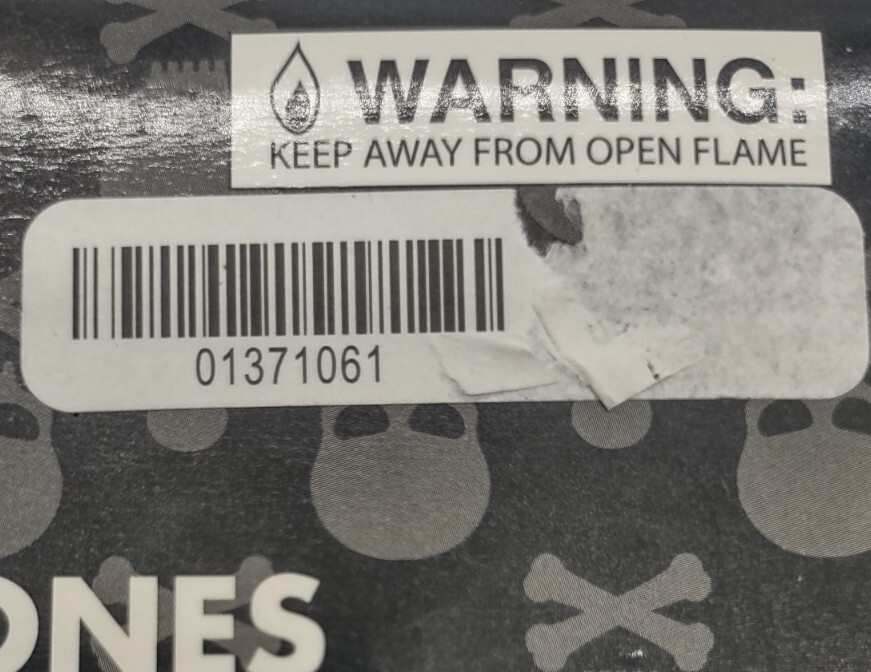 WARNING:
KEEP AWAY FROM OPEN FLAME
01371061
ONES